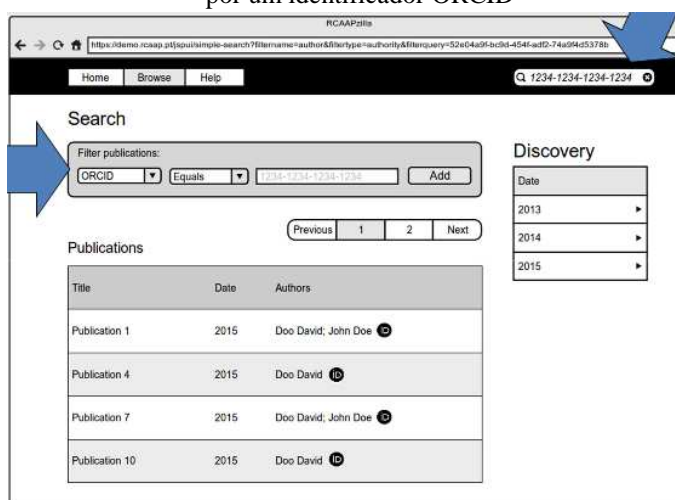 por um identificador ORCID
RCAAPzilla
https://demo.rcaap.pt/jspui/simple-search?filtername=author&filtertype=authority&filterquery=52e04a9f-bc9d-454f-adf2-74a9f4d5378b
Home Browse Help
1234-1234-1234-1234
Search
Filter publications:
ORCID Equals 1234-1234-1234-1234 Add
Discovery
Date
2013
2014
2015
Previous 1 2 Next
Publications
Title Date Authors
Publication 1 2015 Doo David; John Doe iD
Publication 4 2015 Doo David iD
Publication 7 2015 Doo David; John Doe iD
Publication 10 2015 Doo David iD